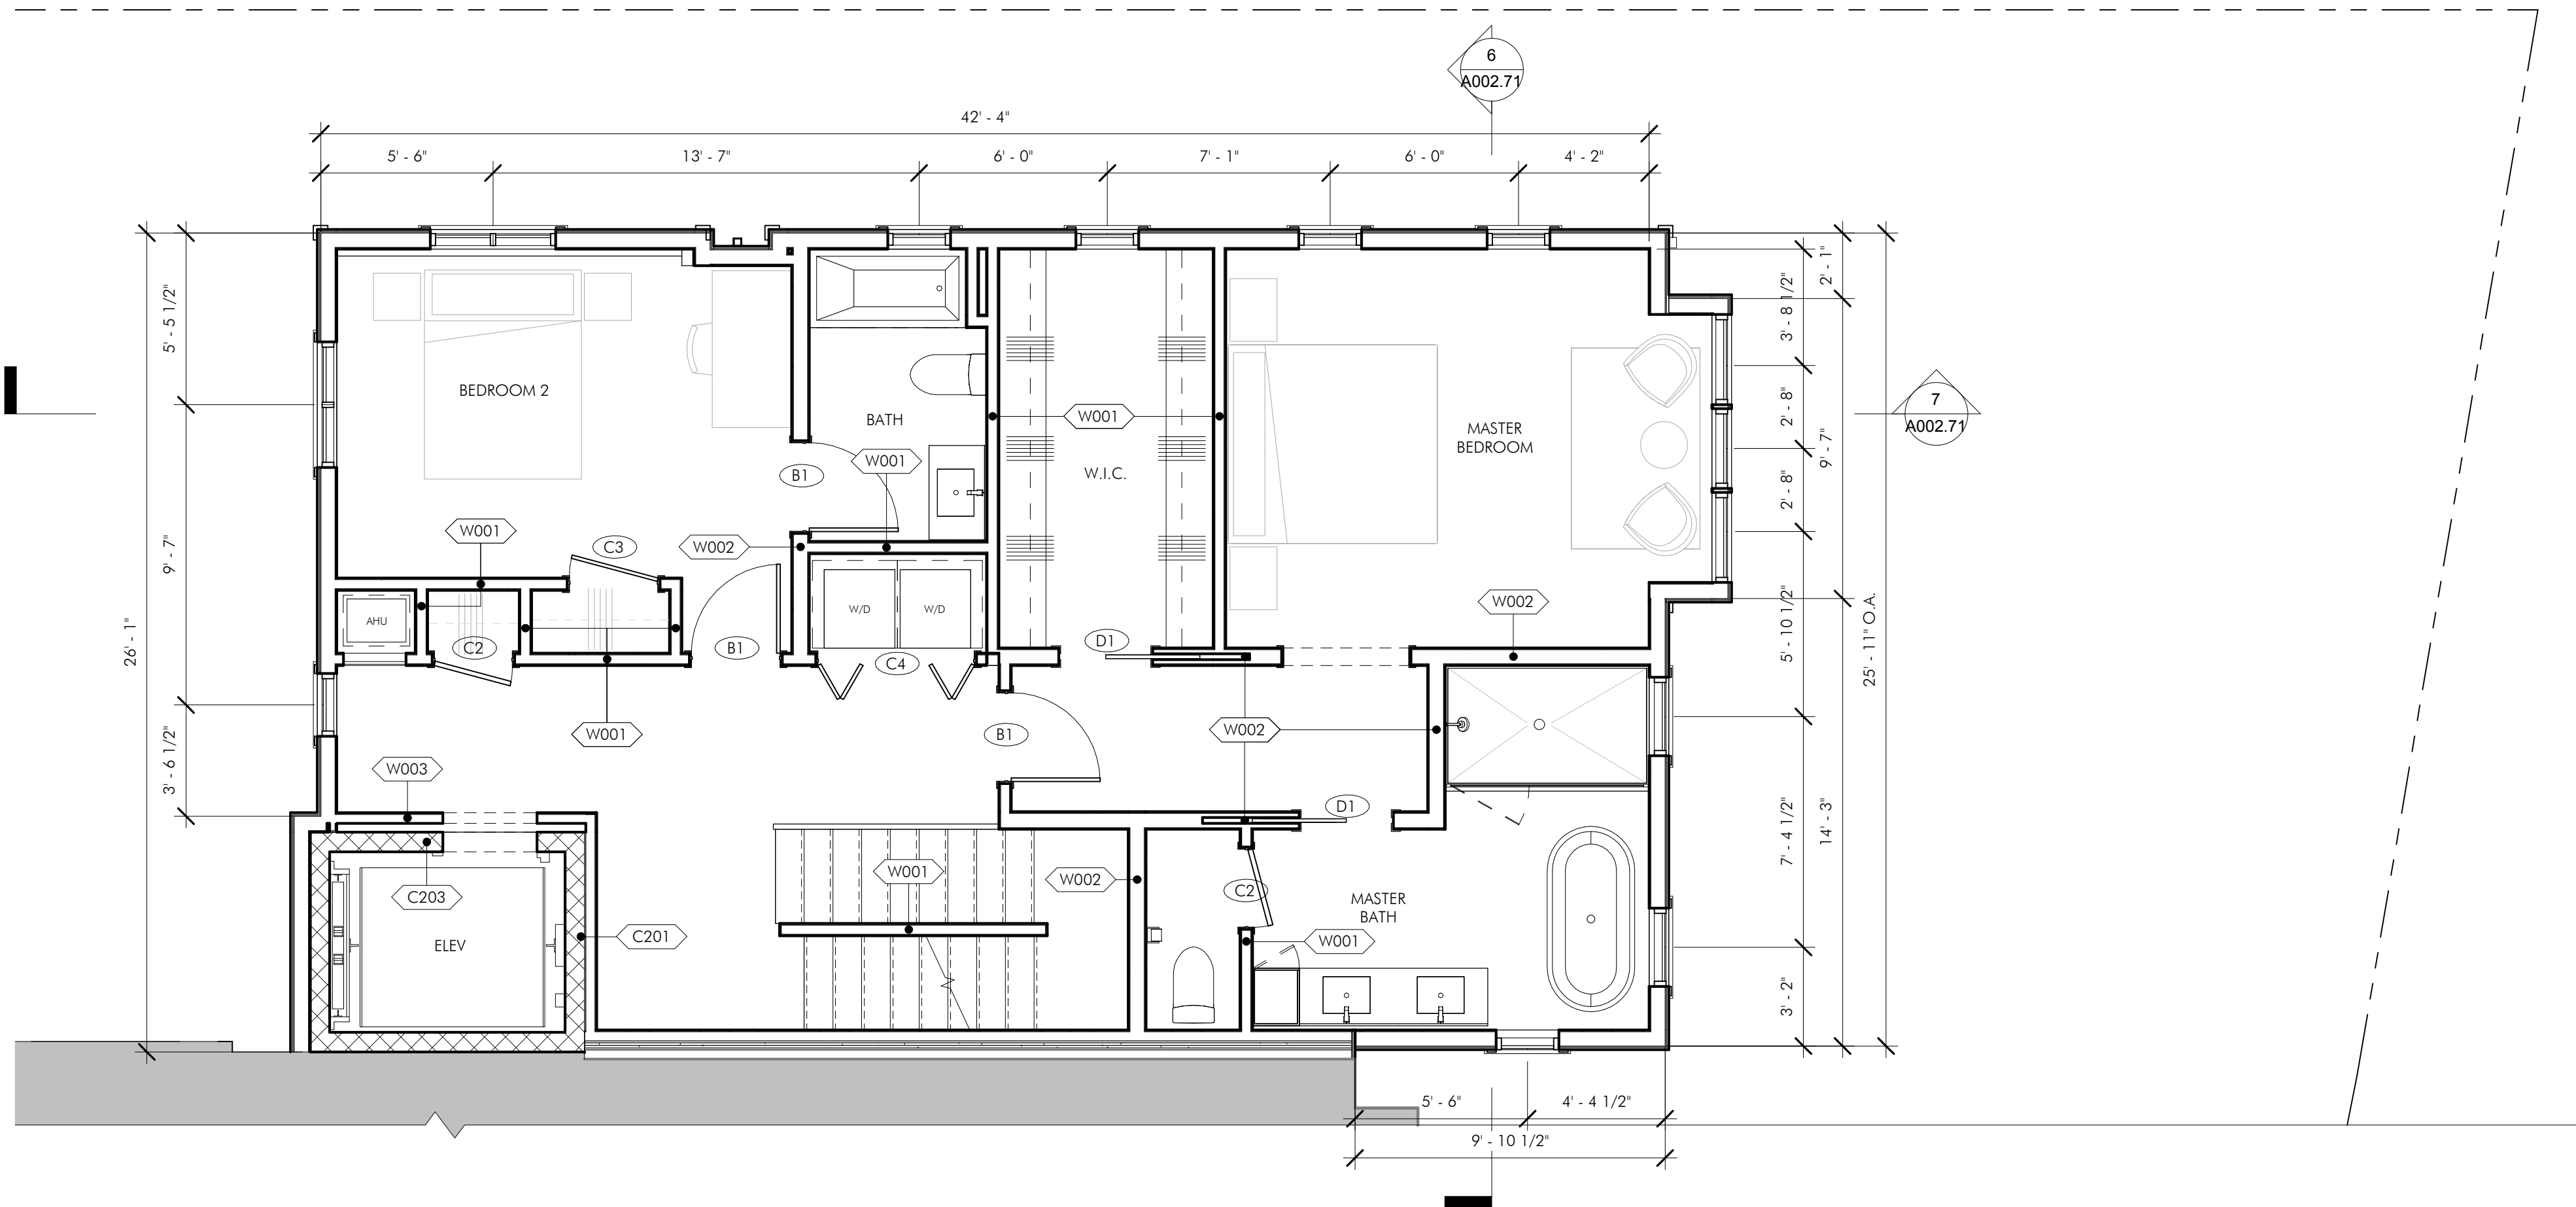 6
A002.71
42' - 4"
5' - 6"
13' - 7"
6' - 0"
7' - 1"
6' - 0"
4' - 2"
2' - 1"
3' - 8 1/2"
5' - 5 1/2"
BEDROOM 2
BATH
W001
MASTER
BEDROOM
2' - 8"
9' - 7"
7
A002.71
W001
B1
W.I.C.
2' - 8"
W001
C3
W002
9' - 7"
W/D
W/D
W002
AHU
C2
B1
C4
D1
5' - 10 1/2"
25' - 11" O.A.
26' - 1"
W001
B1
W002
W003
3' - 6 1/2"
D1
7' - 4 1/2"
14' - 3"
C203
W001
W002
C2
MASTER
BATH
ELEV
C201
W001
3' - 2"
5' - 6"
4' - 4 1/2"
9' - 10 1/2"